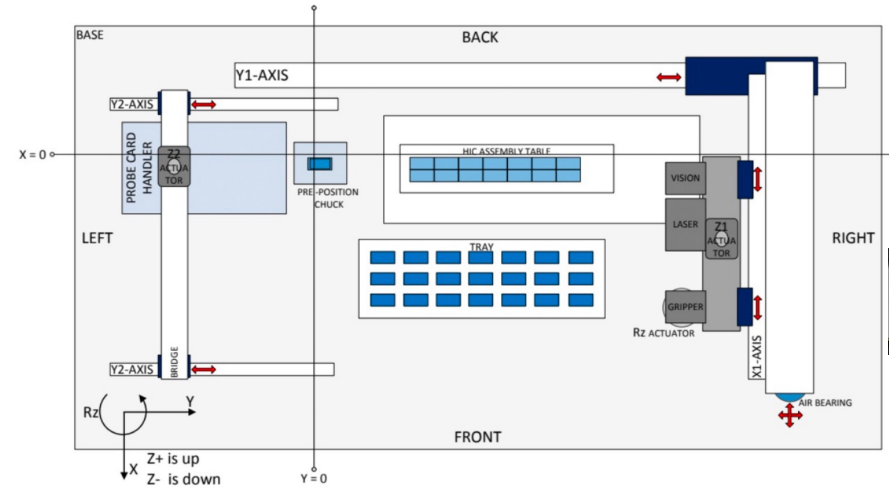 BASE
BACK
Y1-AXIS
Y2-AXIS
X = 0
PROBE CARD
HANDLER
Z2
ACTUA
TOR
PRE-POSITION
CHUCK
HIC ASSEMBLY TABLE
VISION
LASER
Z1
ACTUA
TOR
GRIPPER
Rz ACTUATOR
LEFT
RIGHT
TRAY
X1-AXIS
Y2-AXIS
BRIDGE
AIR BEARING
FRONT
Rz
Y
X
Z+ is up
Z- is down
Y = 0